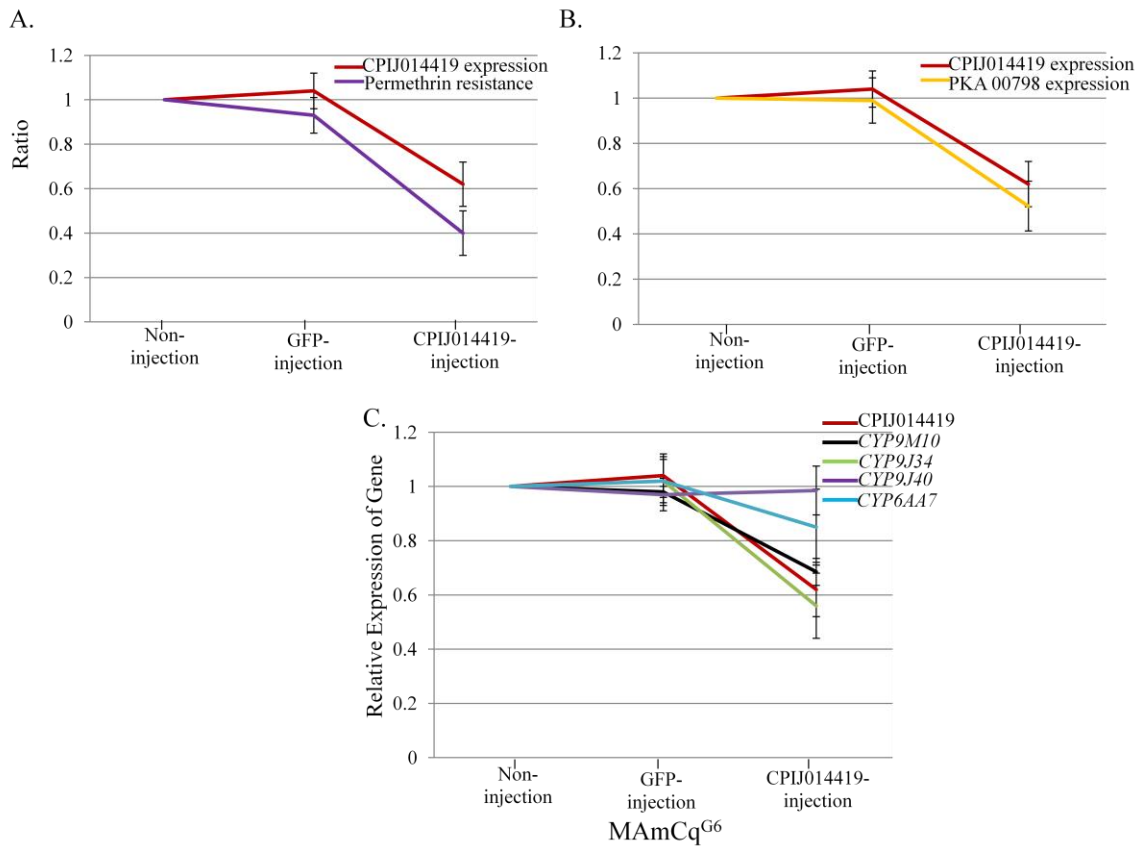 A.
CPIJ014419 expression
Permethrin resistance
Ratio
1.2
1
0.8
0.6
0.4
0.2
0
Non-
injection
GFP-
injection
CPIJ014419-
injection
B.
CPIJ014419 expression
PKA 00798 expression
1.2
1
0.8
0.6
0.4
0.2
0
Non-
injection
GFP-
injection
CPIJ014419-
injection
C.
CPIJ014419
CYP9M10
CYP9J34
CYP9J40
CYP6AA7
Relative Expression of Gene
1.2
1
0.8
0.6
0.4
0.2
0
Non-
injection
GFP-
injection
CPIJ014419-
injection
MAmCqG6